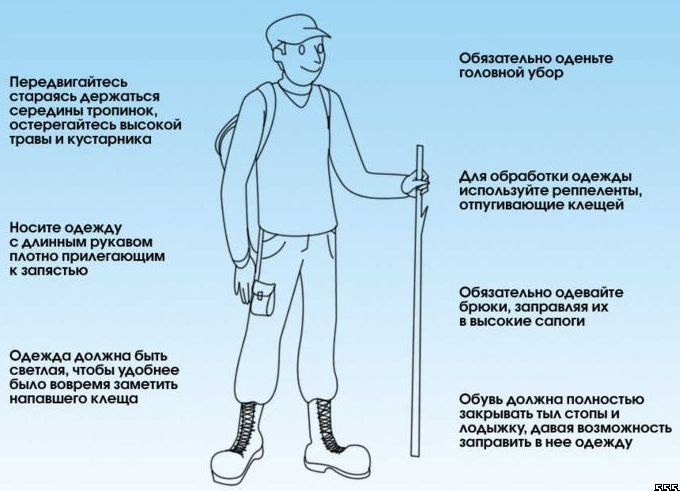 Передвигайтесь
стараясь держаться
середины тропинок,
остерегайтесь высокой
травы и кустарника
Носите одежду
с длинным рукавом
плотно прилегающим
к запястью
Одежда должна быть
светлая, чтобы удобнее
было вовремя заметить
напавшего клеща
Обязательно оденьте
головной убор
Для обработки одежды
используйте реппеленты,
отпугивающие клещей
Обязательно одевайте
брюки, заправляя их
в высокие сапоги
Обувь должна полностью
закрывать тыл стопы и
лодыжку, давая возможность
заправить в нее одежду